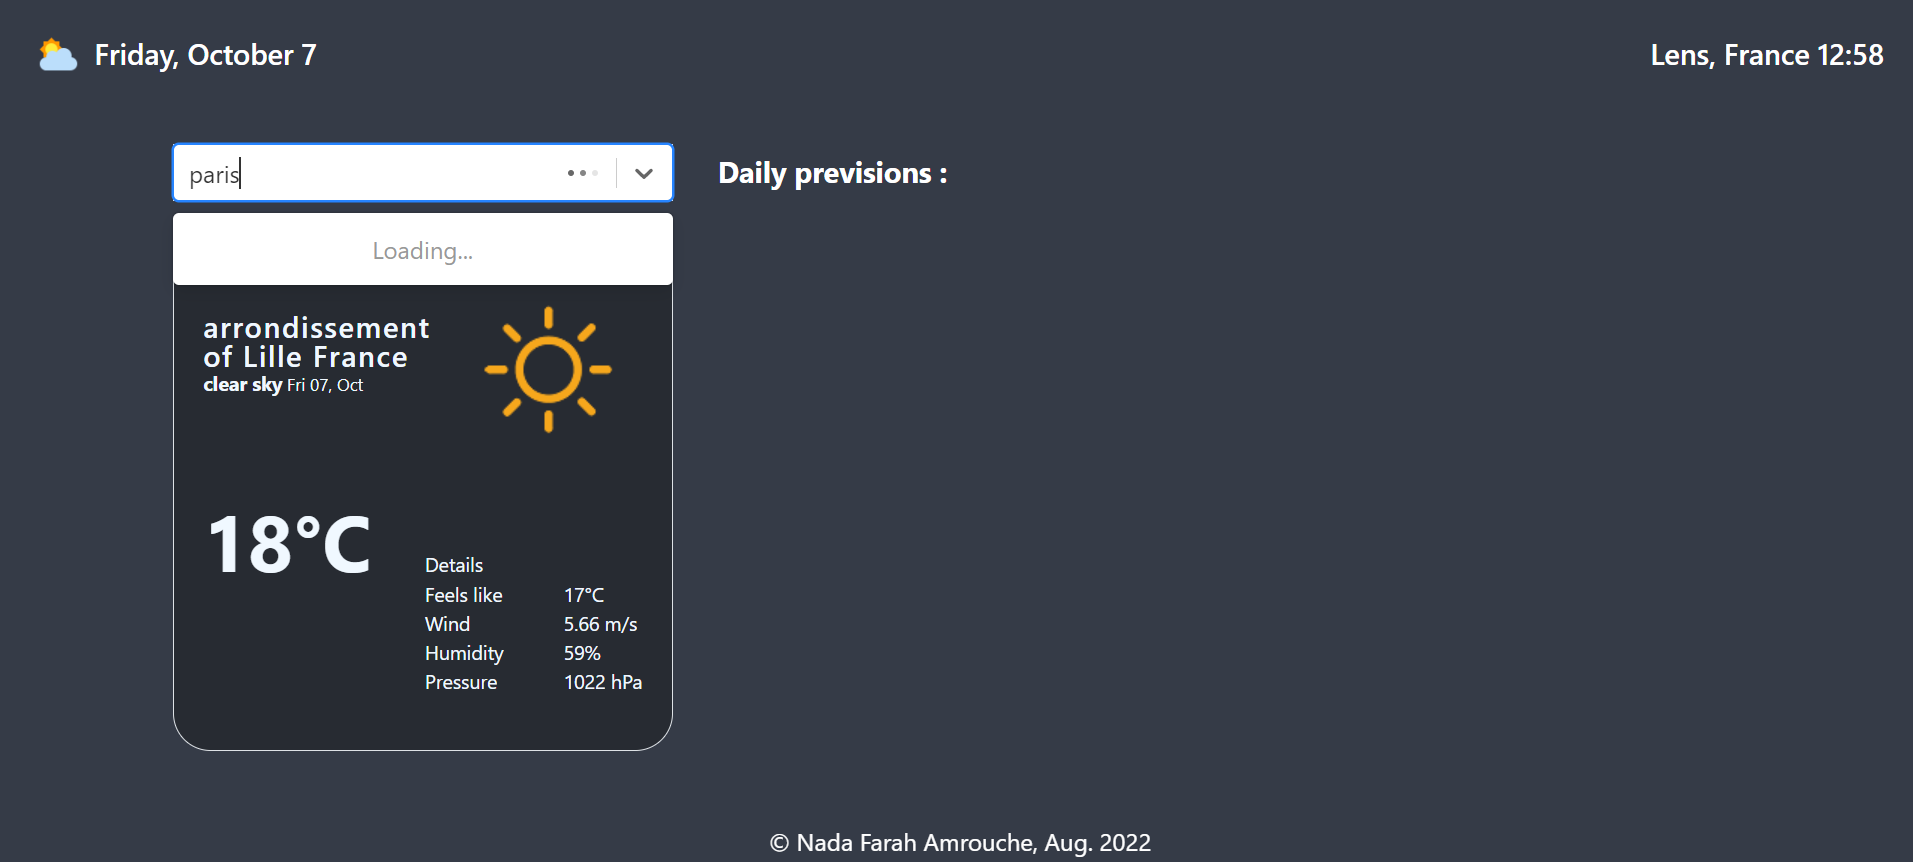 Friday, October 7
Lens, France 12:58
paris
Daily previsions :
Loading...
arrondissement
of Lille France
clear sky Fri 07, Oct
18°C
Details
Feels like 17°C
Wind 5.66 m/s
Humidity 59%
Pressure 1022 hPa
© Nada Farah Amrouche, Aug. 2022